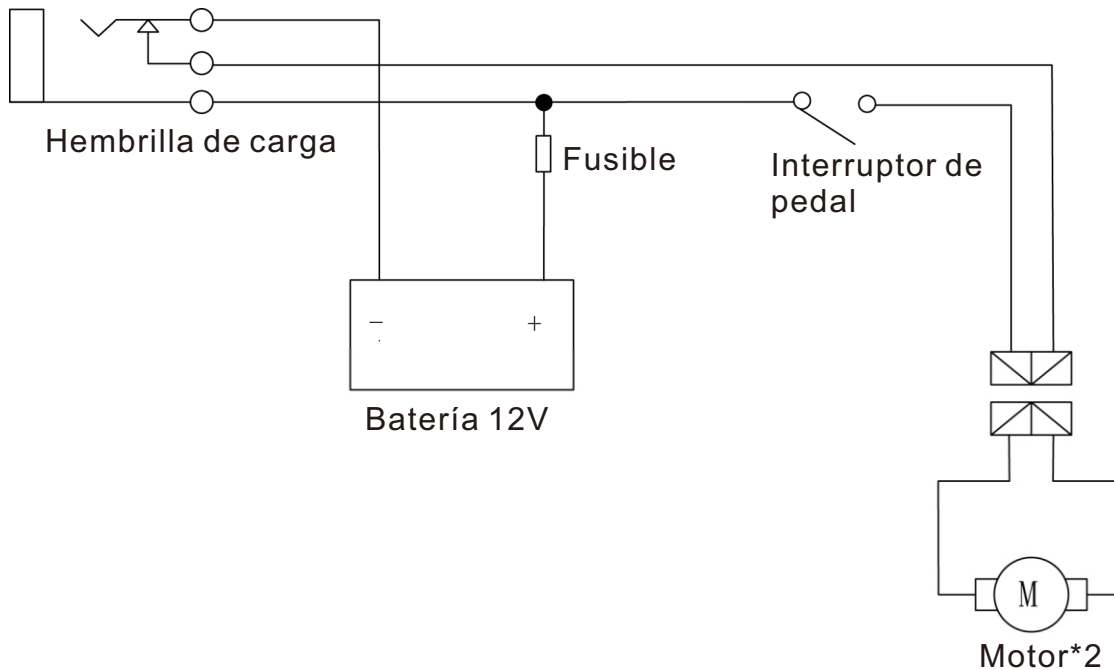 Hembrilla de carga
Fusible
Interruptor de
pedal
− +
Batería 12V
M
Motor*2